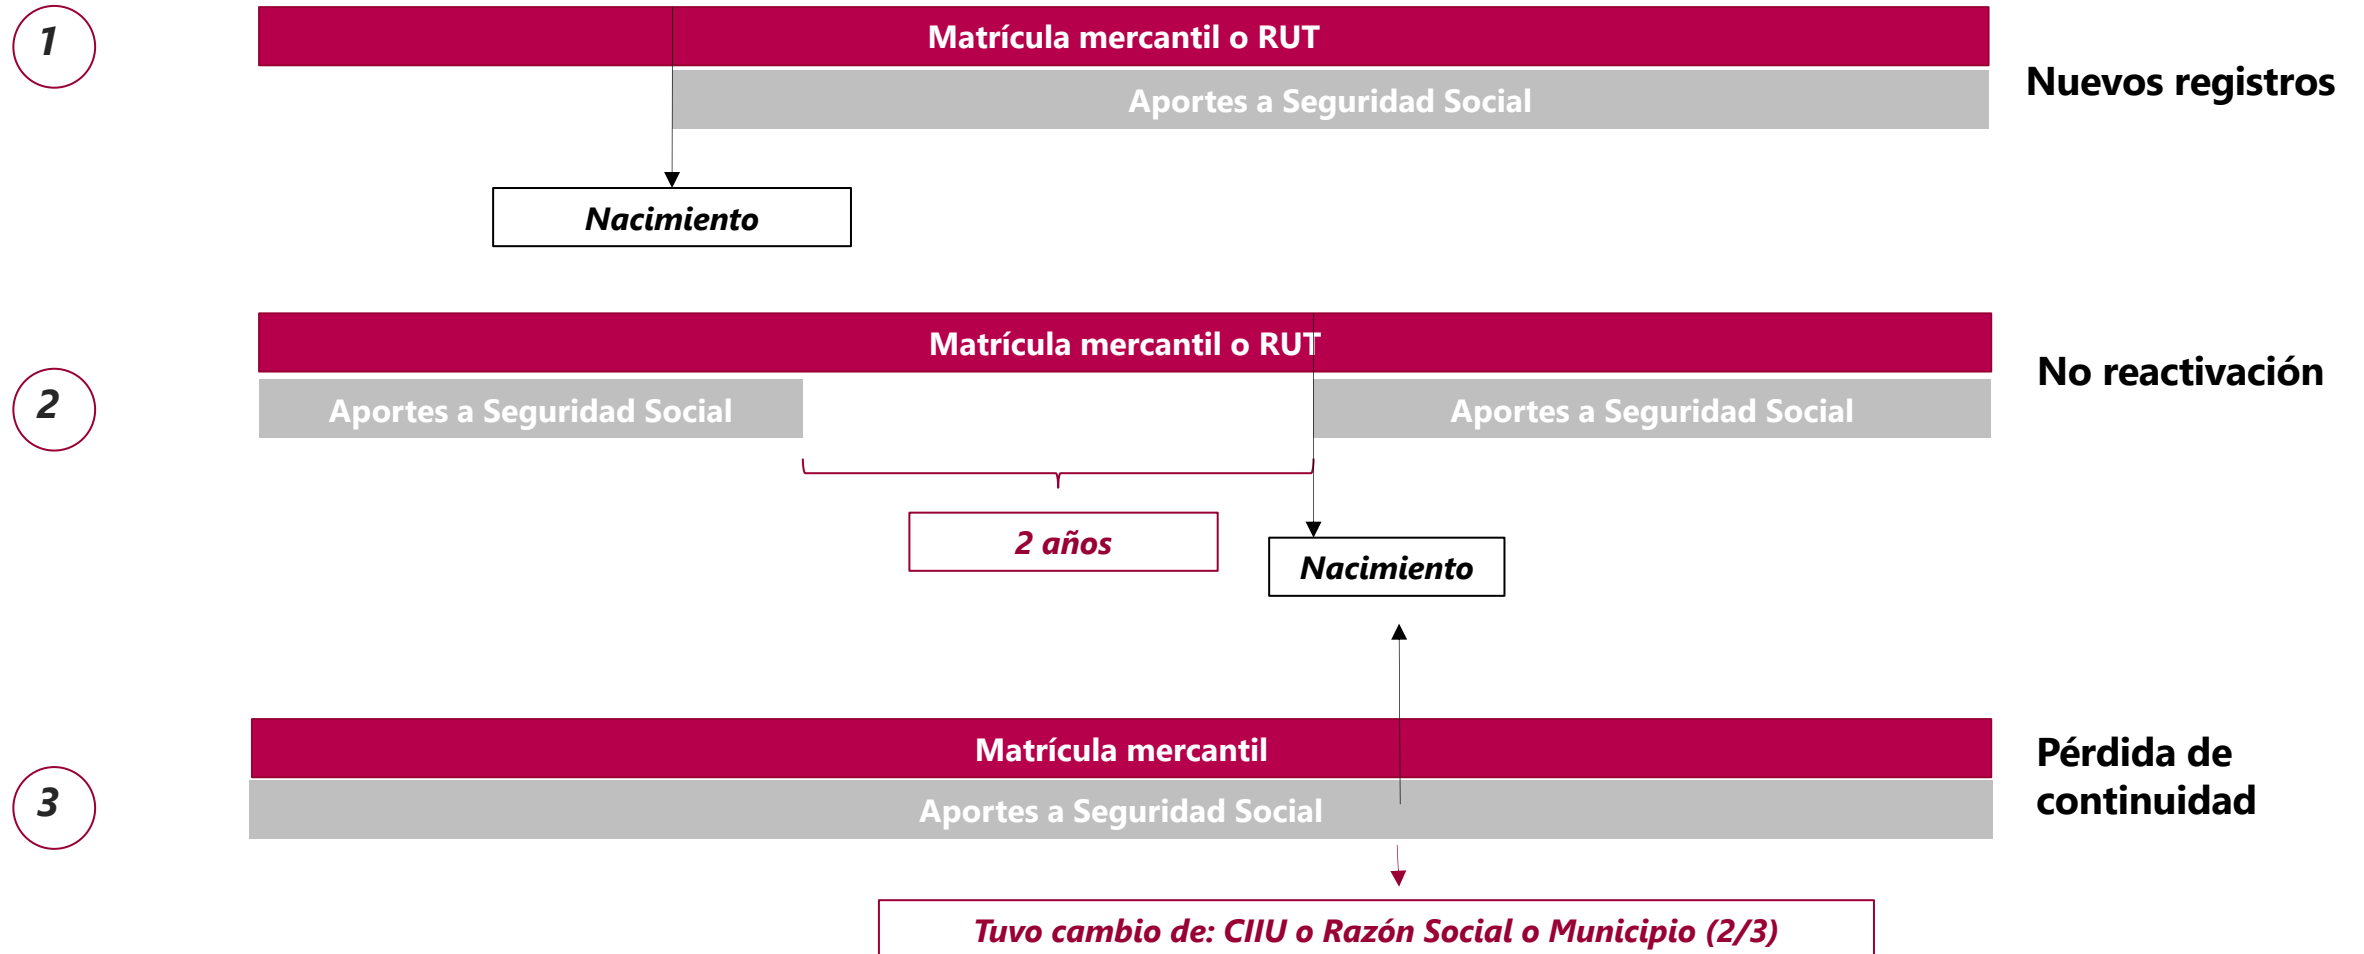 1
Matrícula mercantil o RUT
Aportes a Seguridad Social
Nuevos registros
Nacimiento
2
Matrícula mercantil o RUT
Aportes a Seguridad Social
Aportes a Seguridad Social
No reactivación
2 años
Nacimiento
3
Matrícula mercantil
Aportes a Seguridad Social
Pérdida de
continuidad
Tuvo cambio de: CIIU o Razón Social o Municipio (2/3)